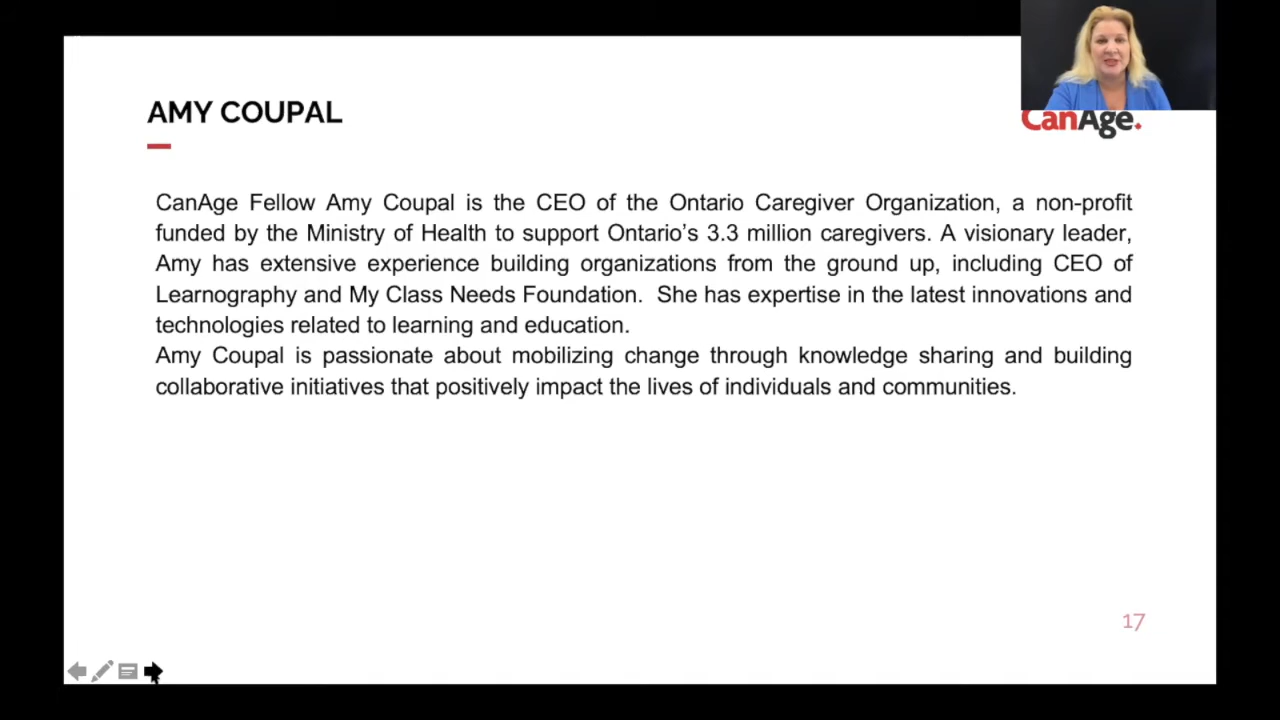 AMY COUPAL
CanAge.
CanAge Fellow Amy Coupal is the CEO of the Ontario Caregiver Organization, a non-profit
funded by the Ministry of Health to support Ontario’s 3.3 million caregivers. A visionary leader,
Amy has extensive experience building organizations from the ground up, including CEO of
Learnography and My Class Needs Foundation.  She has expertise in the latest innovations and
technologies related to learning and education.
Amy Coupal is passionate about mobilizing change through knowledge sharing and building
collaborative initiatives that positively impact the lives of individuals and communities.
17